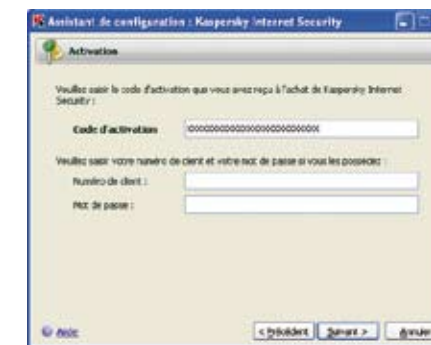 Assistant de configuration : Kaspersky Internet Security
Activation
Veuillez saisir le code d'activation que vous avez reçu à l'achat de Kaspersky Internet
Security :
Code d'activation
Veuillez saisir votre numéro de client et votre mot de passe si vous les possédez :
Numéro de client :
Mot de passe :
Aide
< Précédent Suivant > Annuler